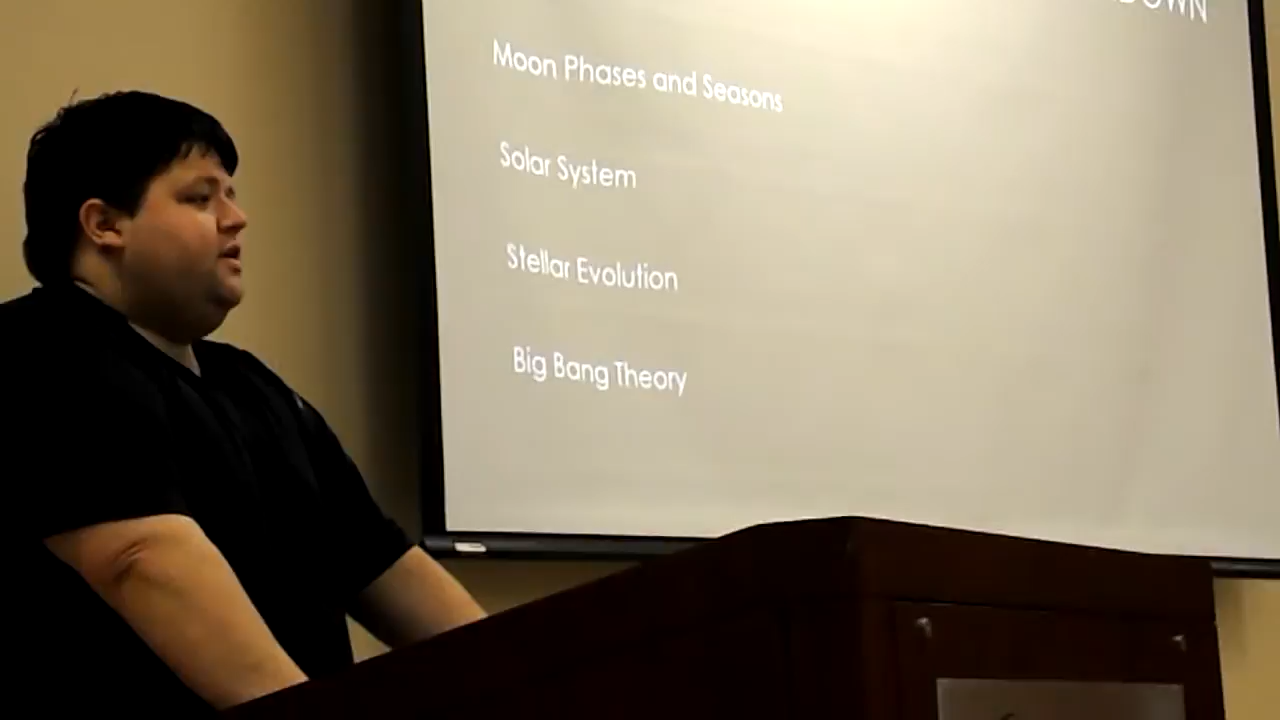 Moon Phases and Seasons
Solar System
Stellar Evolution
Big Bang Theory